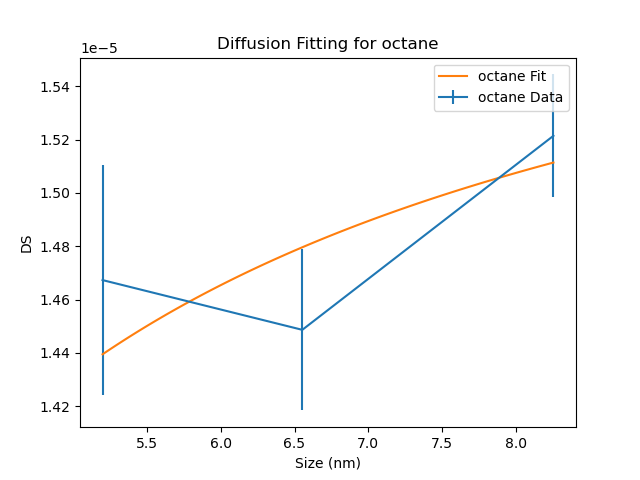 Diffusion Fitting for octane
1e−5
octane Fit
octane Data
1.54
1.52
1.50
1.48
1.46
1.44
1.42
DS
5.5 6.0 6.5 7.0 7.5 8.0
Size (nm)